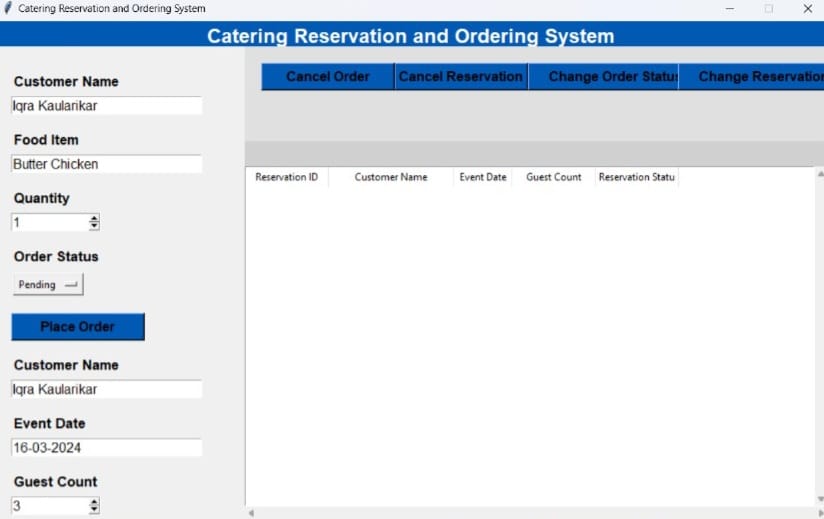 Catering Reservation and Ordering System
Catering Reservation and Ordering System
Customer Name
Iqra Kaularikar
Food Item
Butter Chicken
Quantity
1
Order Status
Pending
Place Order
Customer Name
Iqra Kaularikar
Event Date
16-03-2024
Guest Count
3
Cancel Order Cancel Reservation Change Order Statu Change Reservation
Reservation ID Customer Name Event Date Guest Count Reservation Statu